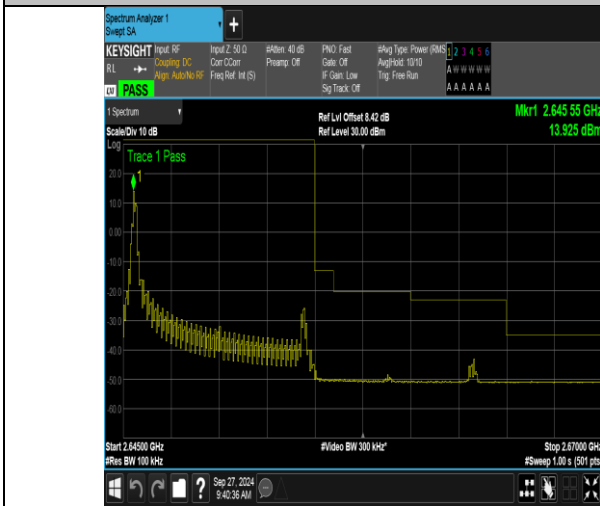 Spectrum Analyzer 1
Swept SA
+
KEYSIGHT
RL
PASS
Input: RF
Coupling: DC
Align: Auto/No RF
Input Z: 50 Ω
Corr CCorr
Freq Ref: Int (S)
#Atten: 40 dB
Preamp: Off
PNO: Fast
Gate: Off
IF Gain: Low
Sig Track: Off
#Avg Type: Power (RMS
Avg|Hold: 10/10
Trig: Free Run
1 2 3 4 5 6
A W W W W W
A A A A A A
1 Spectrum
Scale/Div 10 dB
Ref Lvl Offset 8.42 dB
Ref Level 30.00 dBm
Mkr1 2.645 55 GHz
13.925 dBm
Log
Trace 1 Pass
1
20.0
10.0
0.00
-10.0
-20.0
-30.0
-40.0
-50.0
-60.0
Start 2.64500 GHz
#Res BW 100 kHz
#Video BW 300 kHz*
Stop 2.67000 GHz
#Sweep 1.00 s (501 pts
?
Sep 27, 2024
9:40:36 AM